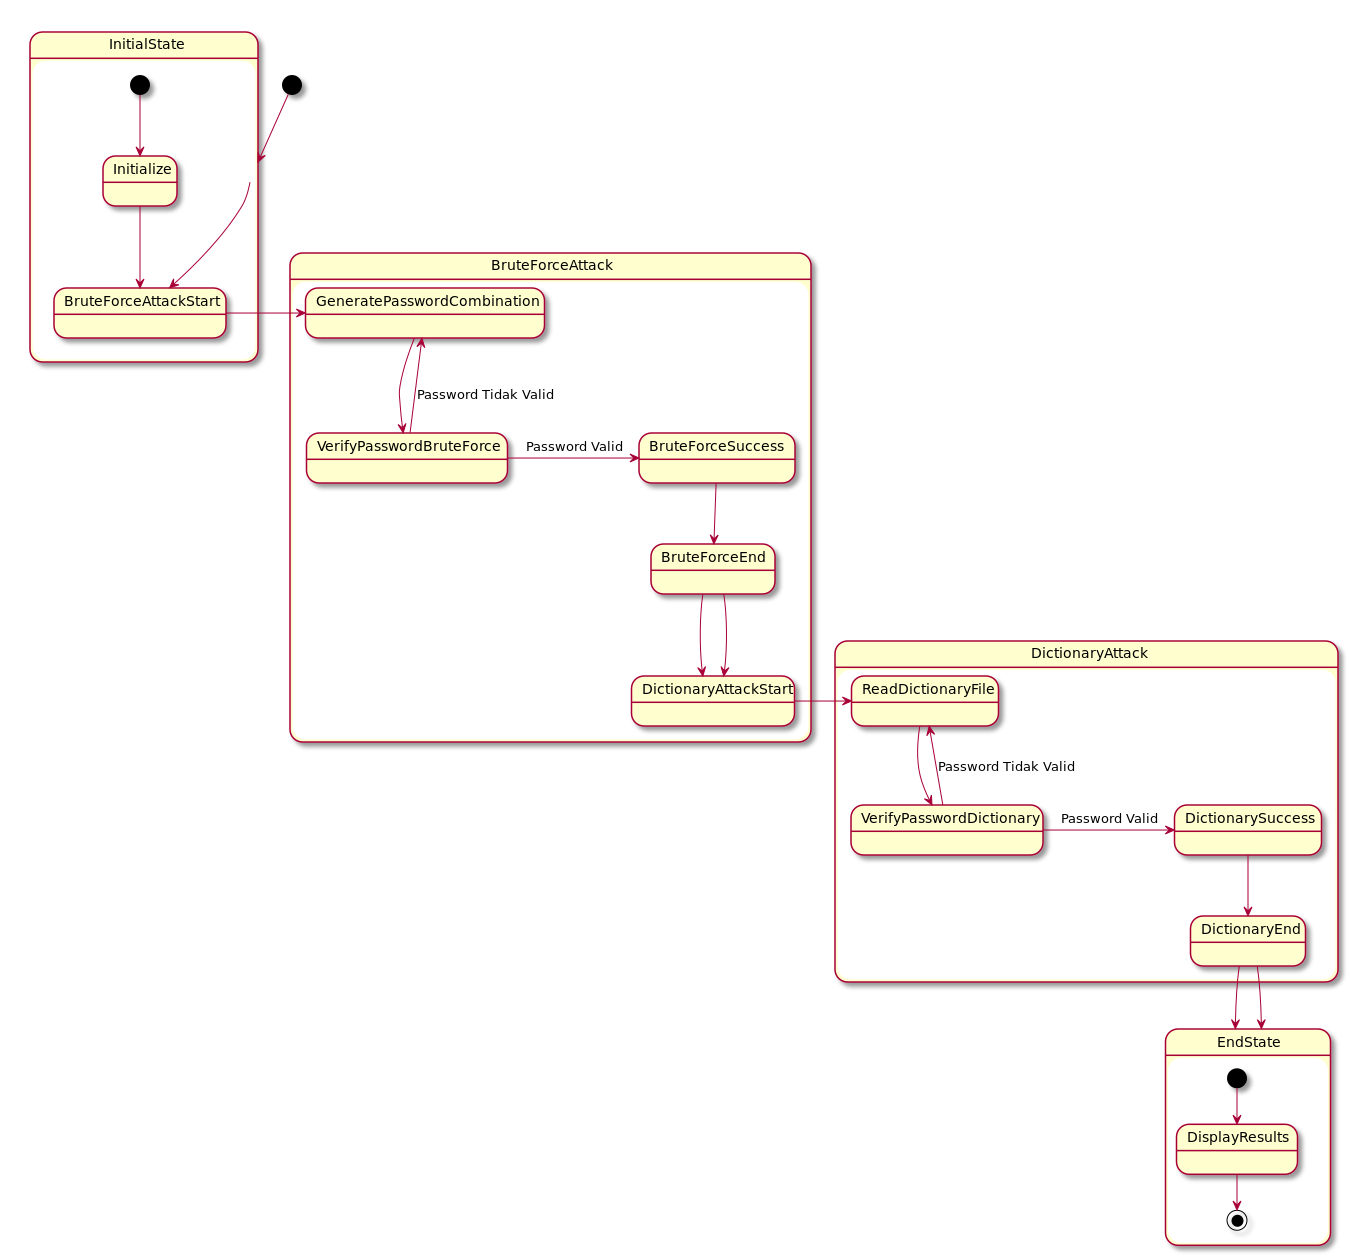 InitialState
Initialize
BruteForceAttackStart
BruteForceAttack
GeneratePasswordCombination
Password Tidak Valid
VerifyPasswordBruteForce
Password Valid
BruteForceSuccess
BruteForceEnd
DictionaryAttackStart
DictionaryAttack
ReadDictionaryFile
Password Tidak Valid
VerifyPasswordDictionary
Password Valid
DictionarySuccess
DictionaryEnd
EndState
DisplayResults